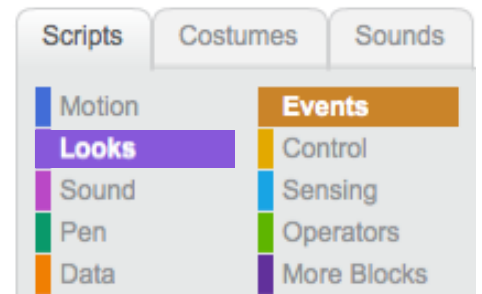 Scripts Costumes Sounds
Motion Events
Looks Control
Sound Sensing
Pen Operators
Data More Blocks